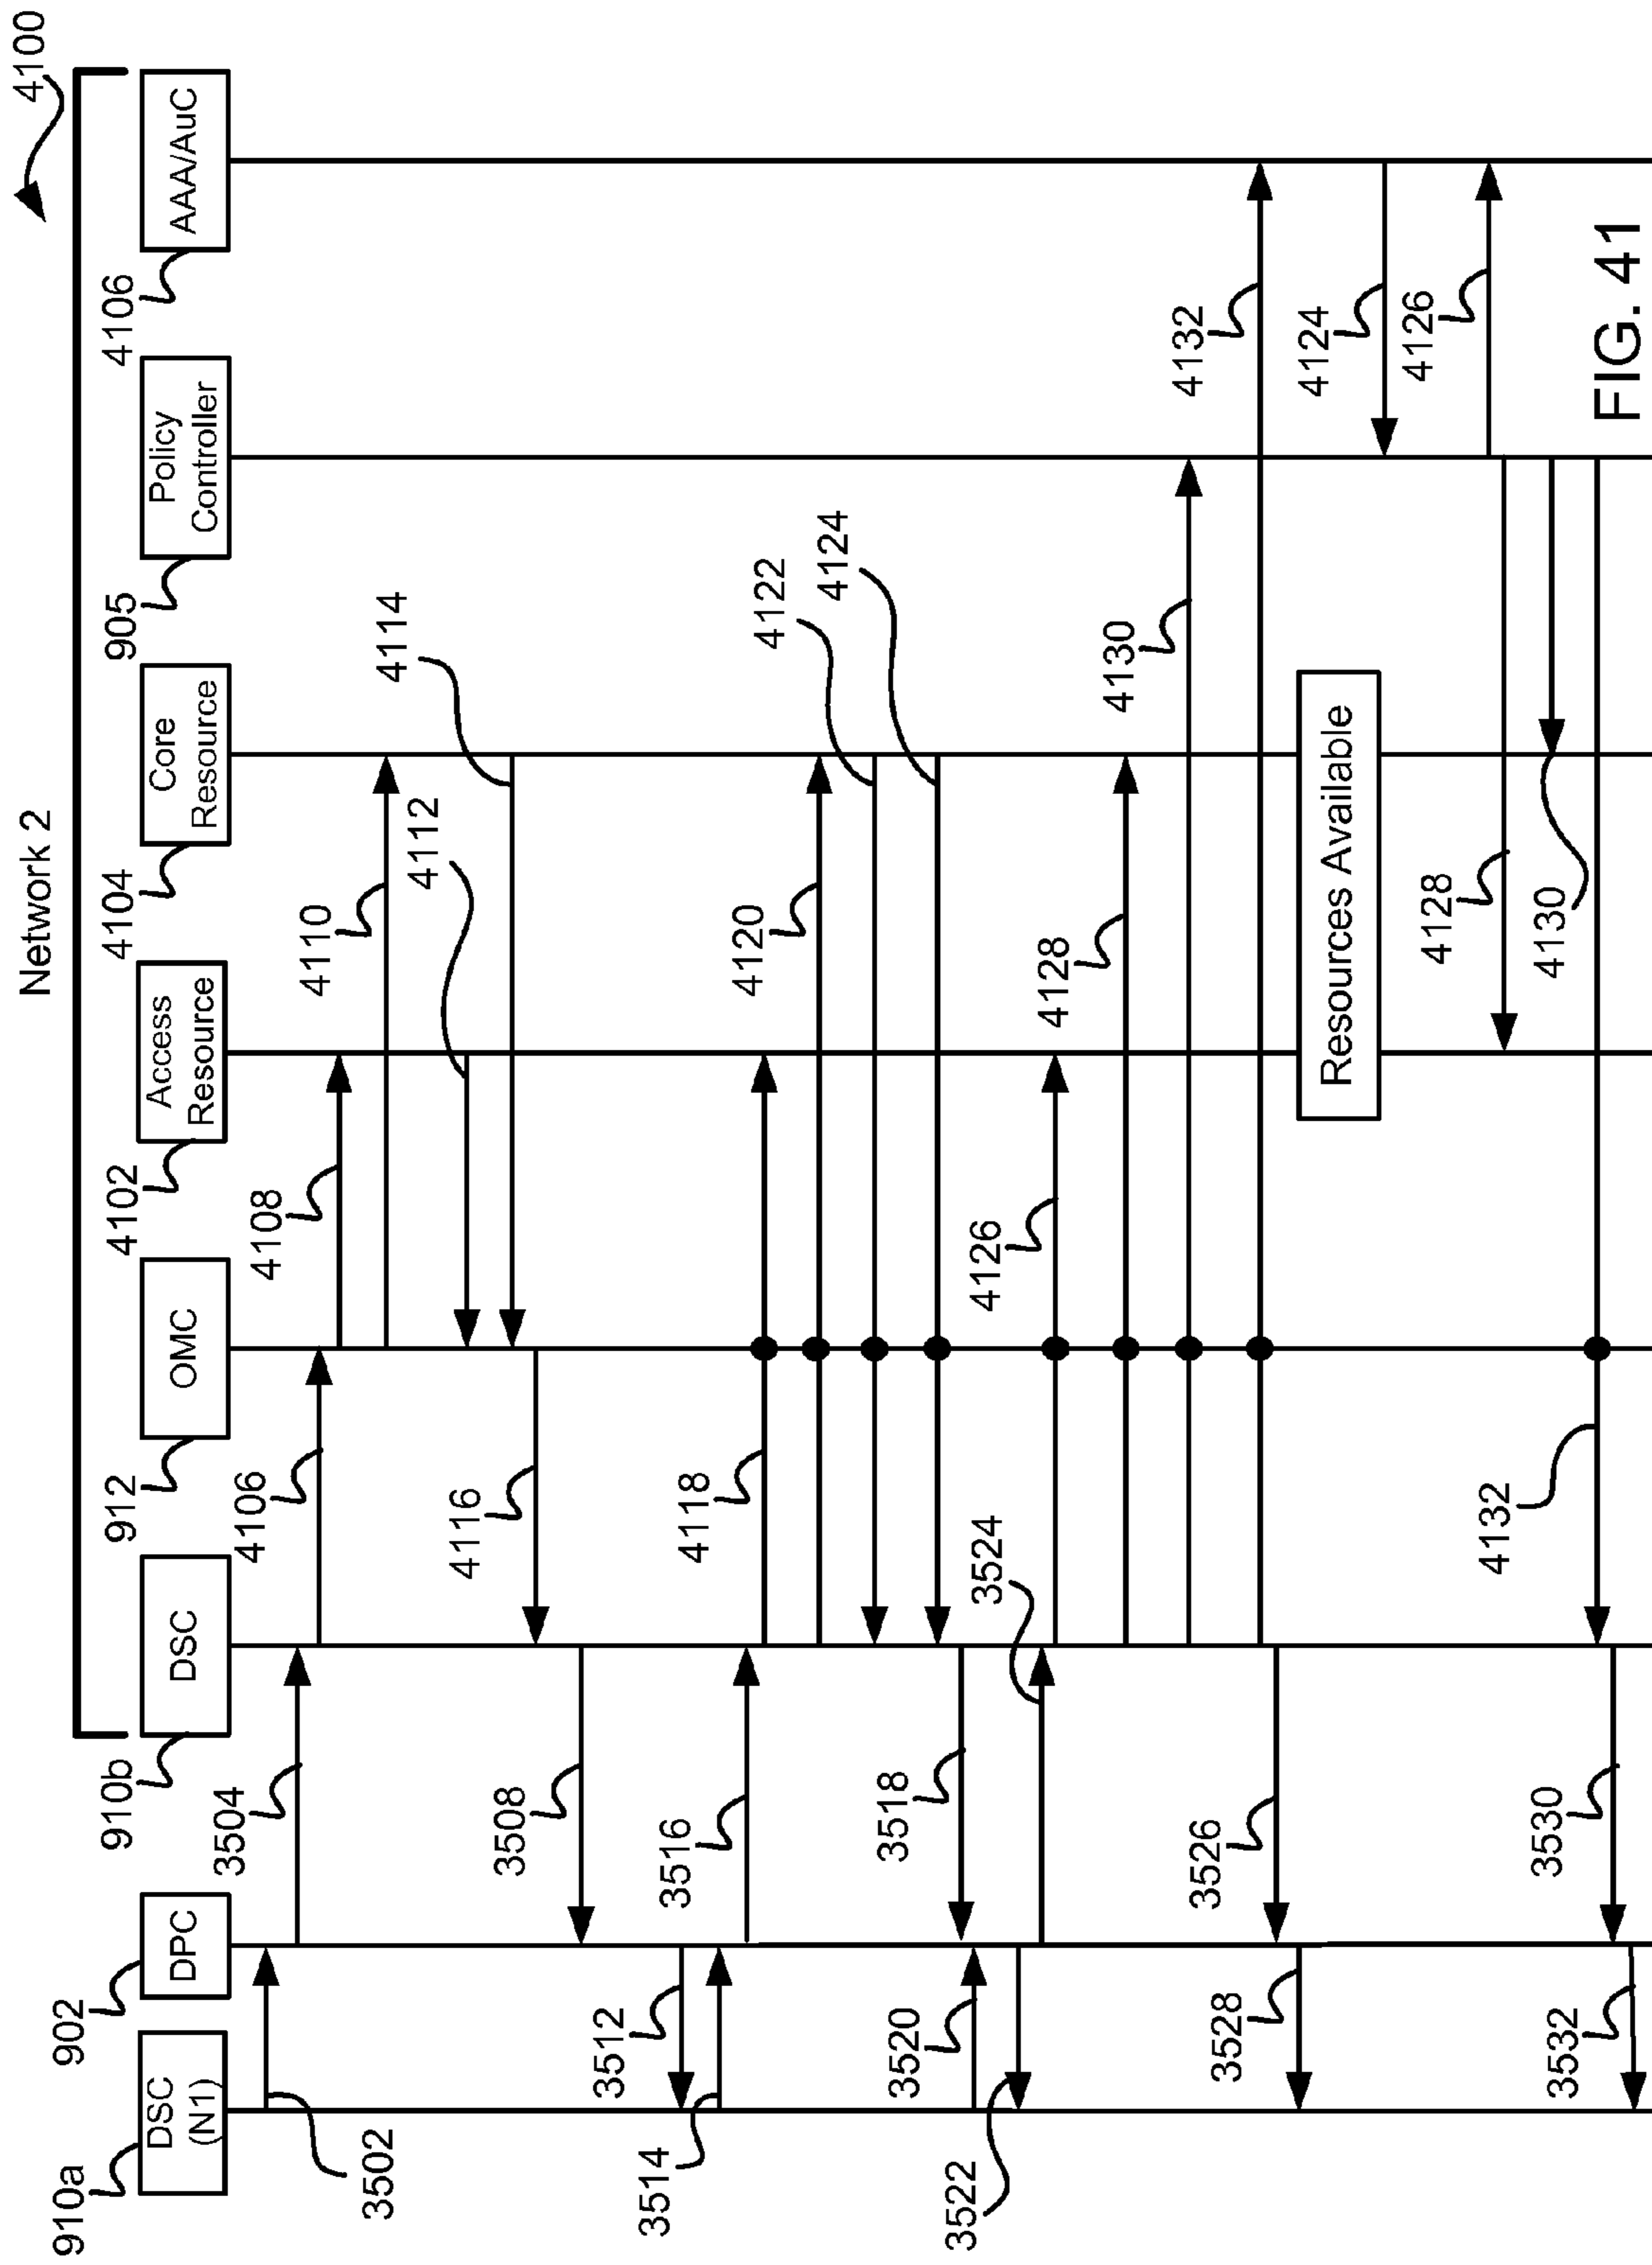 4100
Network 2
910a
902
910b
912
4102
4104
905
4106
DSC
(N1)
DPC
DSC
OMC
Access
Resource
Core
Resource
Policy
Controller
AAA/AuC
3502
3504
4106
4108
4110
4112
4114
4116
3508
3512
3514
3516
4118
4120
4122
4124
3518
3520
3522
3524
4126
4128
4130
4132
3526
3528
Resources Available
4124
4126
4128
4130
4132
3530
3532
FIG. 41